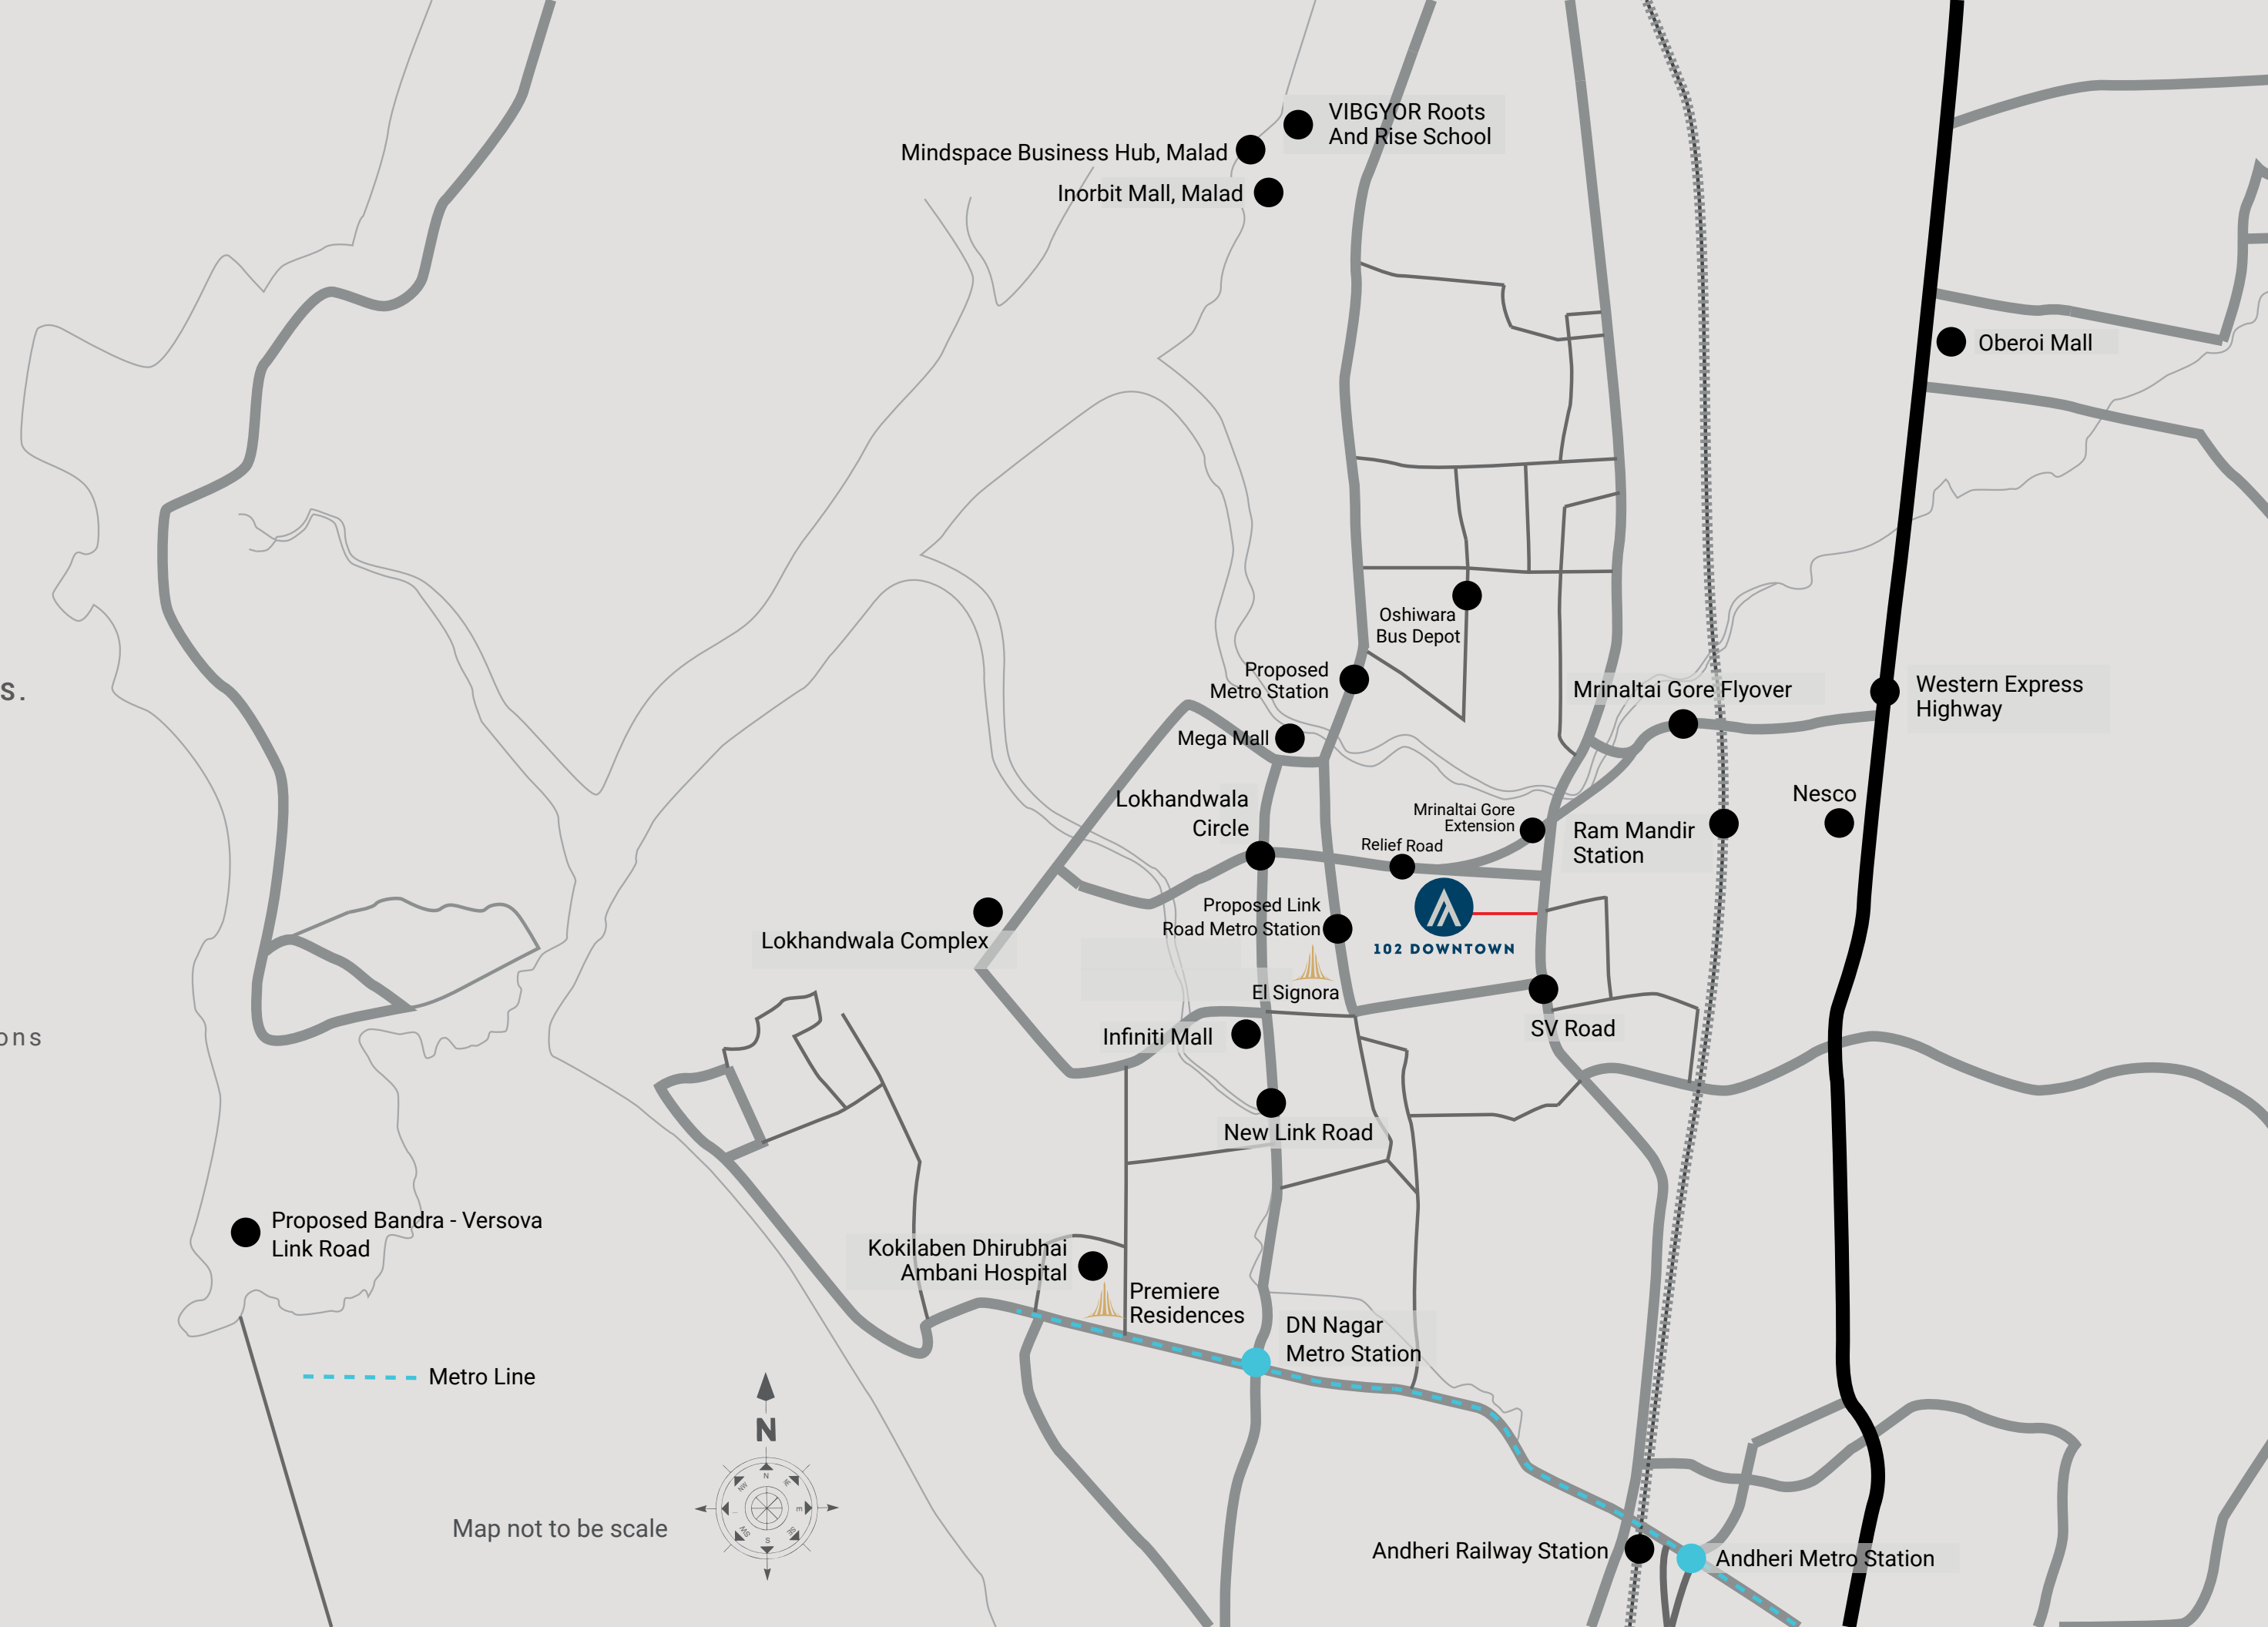 VIBGYOR Roots
And Rise School
Mindspace Business Hub, Malad
Inorbit Mall, Malad
Oberoi Mall
Oshiwara
Bus Depot
Proposed
Metro Station
Mrinaltai Gore Flyover
Western Express
Highway
s.
Mega Mall
Lokhandwala
Circle
Mrinaltai Gore
Extension
Relief Road
Ram Mandir
Station
Nesco
Lokhandwala Complex
Proposed Link
Road Metro Station
102 DOWNTOWN
El Signora
Infiniti Mall
SV Road
ons
New Link Road
Proposed Bandra - Versova
Link Road
Kokilaben Dhirubhai
Ambani Hospital
Premiere
Residences
DN Nagar
Metro Station
Metro Line
N
N
NW
E
SW
SE
S
Map not to be scale
Andheri Railway Station
Andheri Metro Station